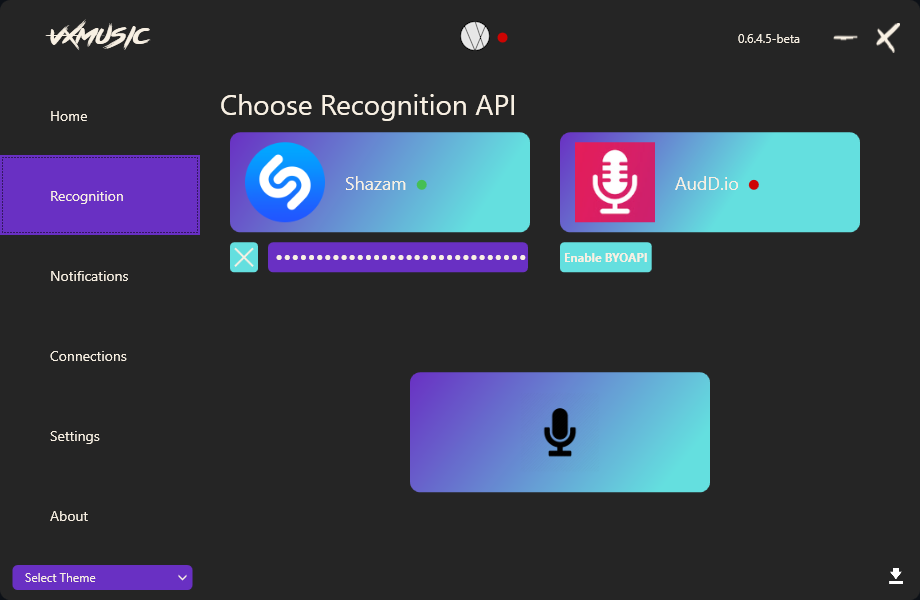 VXMUSIC
0.6.4.5-beta
Home
Recognition
Notifications
Connections
Settings
About
Select Theme
Choose Recognition API
Shazam
AudD.io
Enable BYOAPI